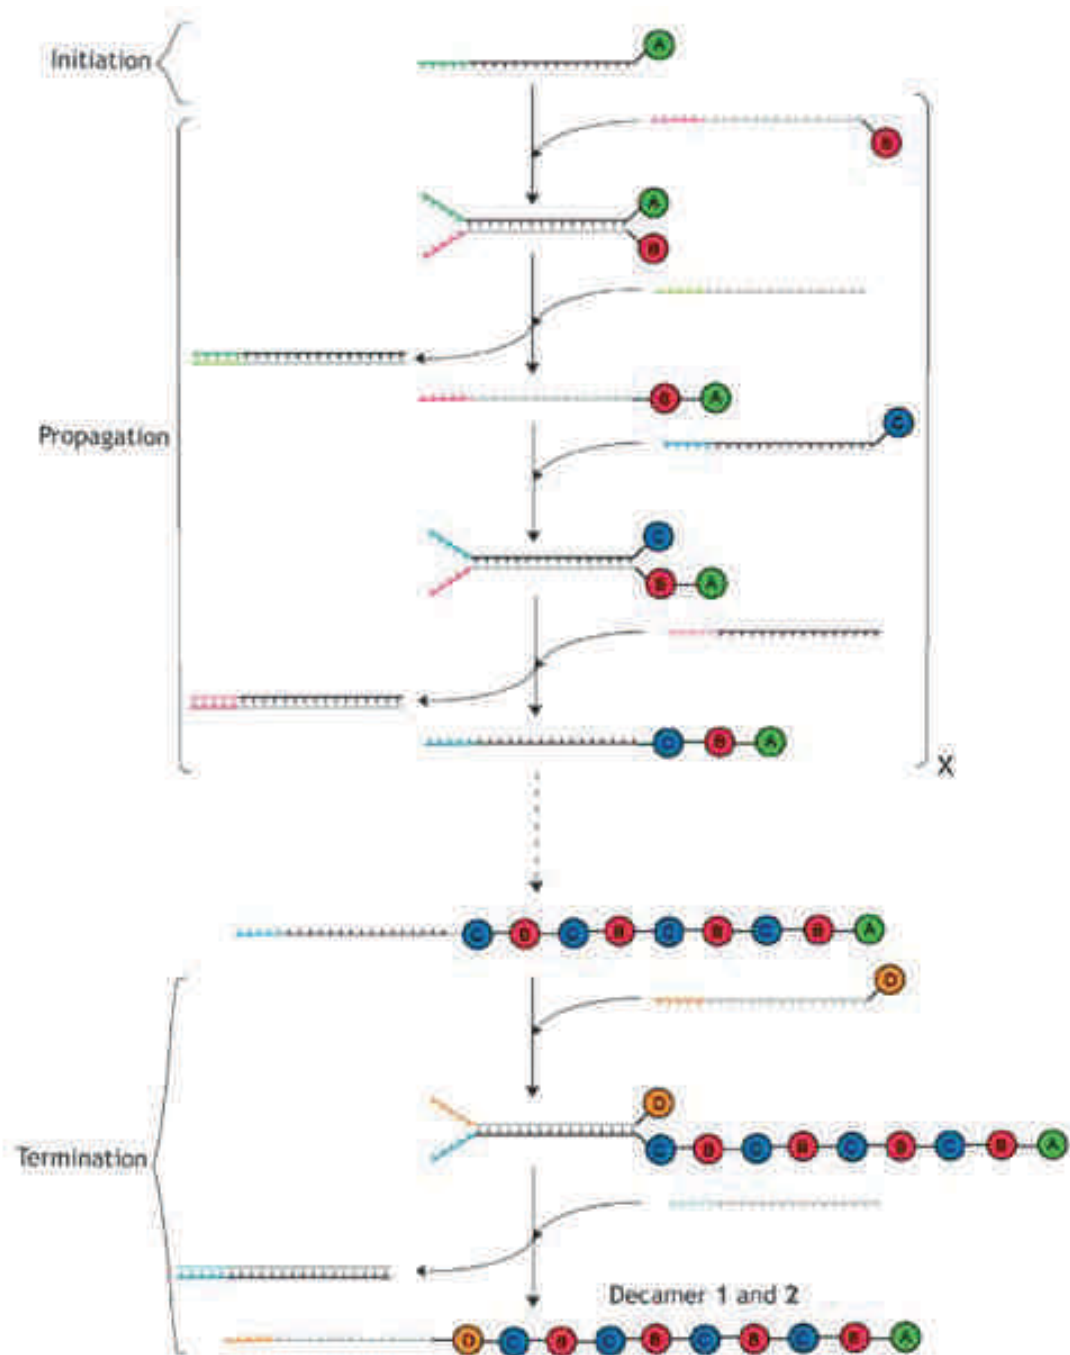 Initiation
A
B
A
B
B A
C
Propagation
C
B A
C B A
X
C B C B C B C B A
D
D
C B C B C B C B A
Termination
Decamer 1 and 2
D C B C B C B C B A